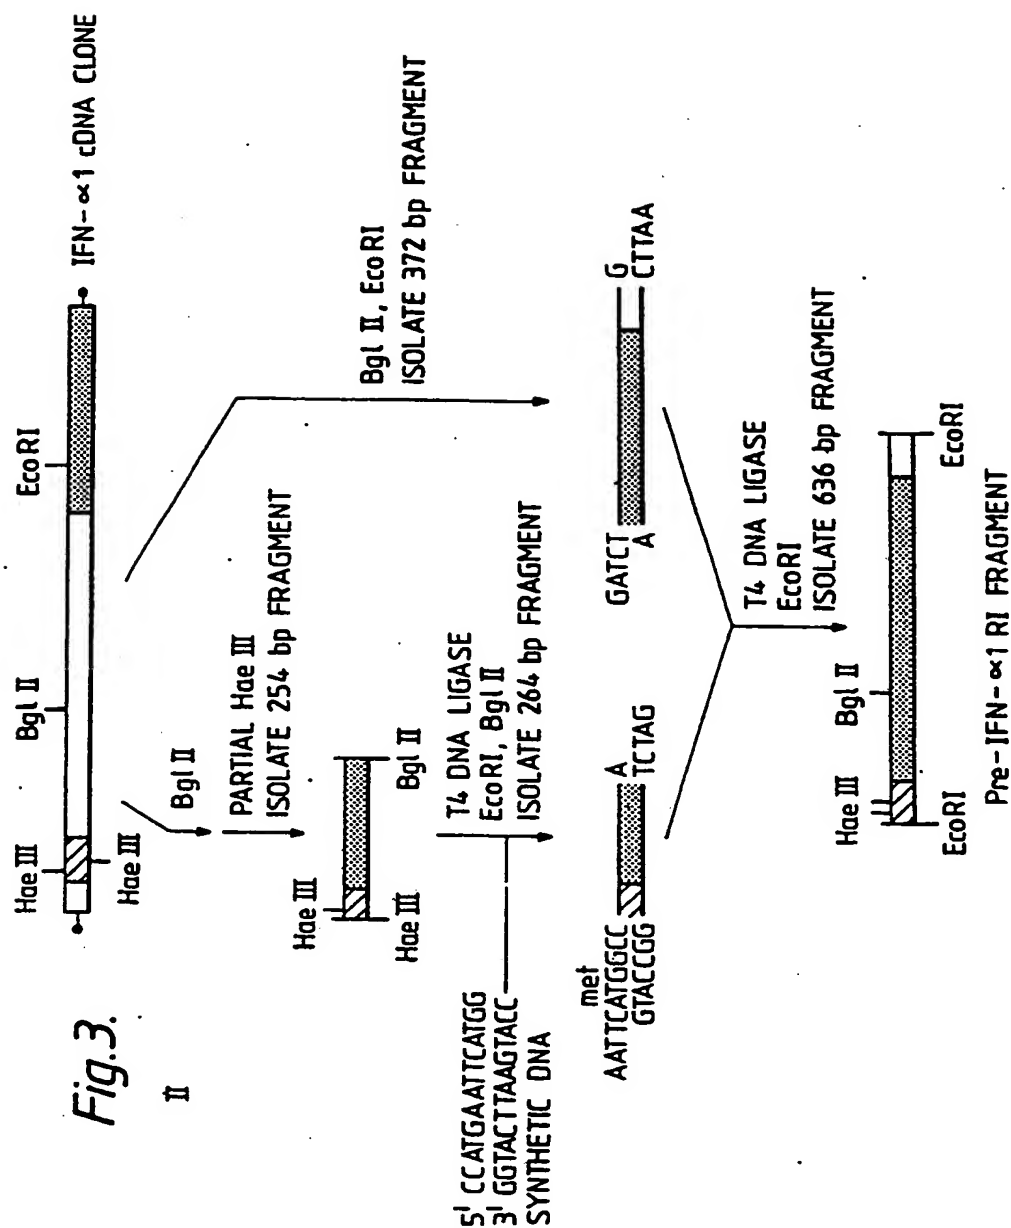 Fig.3.
II
Hae III
Bgl II
EcoRI
IFN-∝1 cDNA CLONE
Hae III
Bgl II
PARTIAL Hae III
ISOLATE 254 bp FRAGMENT
Bgl II, EcoRI
ISOLATE 372 bp FRAGMENT
Hae III
Hae III
Bgl II
5' CCATGAATTCATGG
3' GGTACTTAAGTACC
SYNTHETIC DNA
T4 DNA LIGASE
EcoRI, Bgl II
ISOLATE 264 bp FRAGMENT
met
AATTCATGGCC
GTACCGG
A
TCTAG
GATCT
A
G
CTTAA
T4 DNA LIGASE
EcoRI
ISOLATE 636 bp FRAGMENT
Hae III
Bgl II
EcoRI
EcoRI
Pre-IFN-∝1 RI FRAGMENT